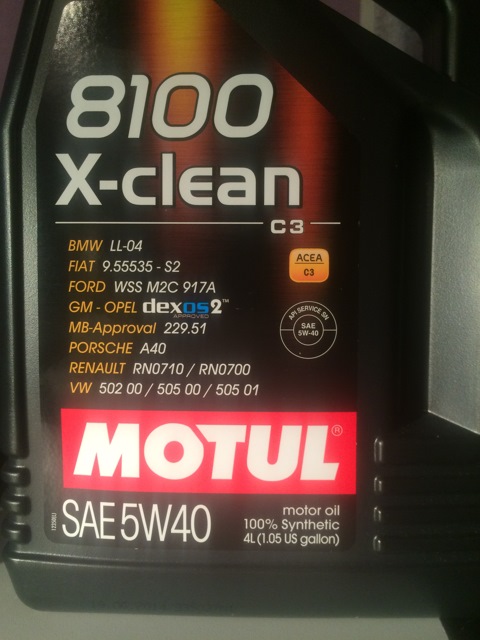 8100
X-clean
C3
BMW LL-04
FIAT 9.55535 - S2
FORD WSS M2C 917A
GM - OPEL dexos2™
APPROVED
MB-Approval 229.51
PORSCHE A40
RENAULT RN0710 / RN0700
VW 502 00 / 505 00 / 505 01
ACEA
C3
API SERVICE SN
SAE
5W-40
MOTUL®
SAE 5W40
motor oil
100% Synthetic
4L (1.05 US gallon)